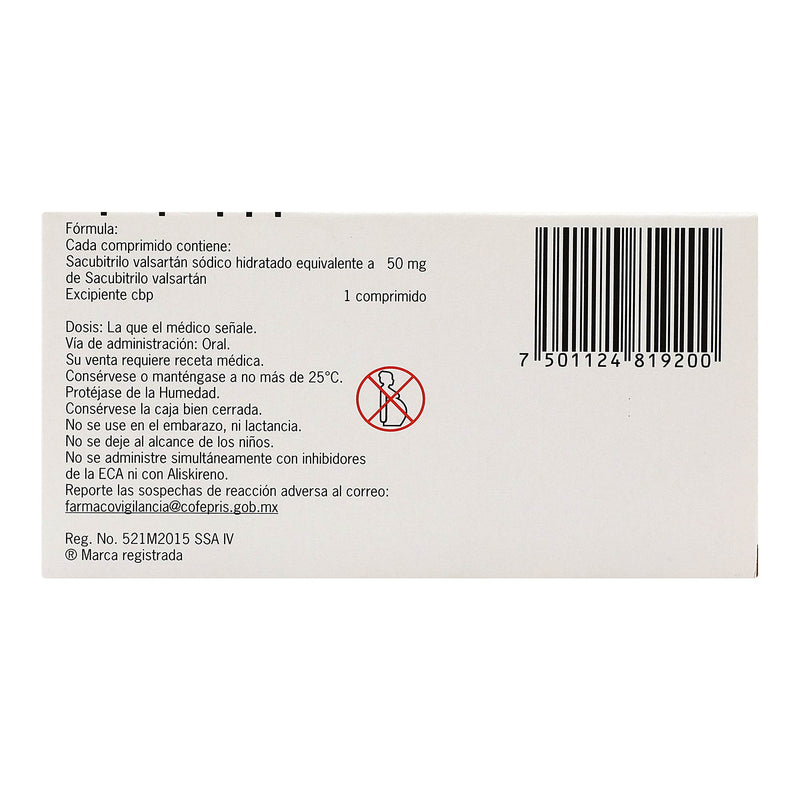 Fórmula:
Cada comprimido contiene:
Sacubitrilo valsartán sódico hidratado equivalente a 50 mg
de Sacubitrilo valsartán
Excipiente cbp 1 comprimido
Dosis: La que el médico señale.
Vía de administración: Oral.
Su venta requiere receta médica.
Consérvese o manténgase a no más de 25°C.
Protéjase de la Humedad.
Consérvese la caja bien cerrada.
No se use en el embarazo, ni lactancia.
No se deje al alcance de los niños.
No se administre simultáneamente con inhibidores
de la ECA ni con Aliskireno.
Reporte las sospechas de reacción adversa al correo:
farmacovigilancia@cofepris.gob.mx
Reg. No. 521M2015 SSA IV
® Marca registrada
7 501124 819200